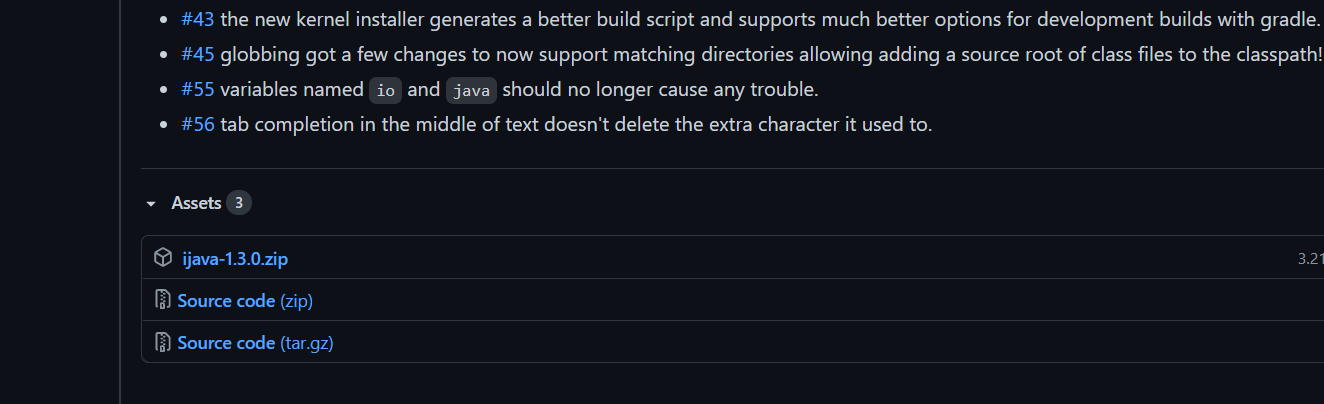 #43 the new kernel installer generates a better build script and supports much better options for development builds with gradle.
#45 globbing got a few changes to now support matching directories allowing adding a source root of class files to the classpath!
#55 variables named io and java should no longer cause any trouble.
#56 tab completion in the middle of text doesn't delete the extra character it used to.
Assets 3
ijava-1.3.0.zip 3.21
Source code (zip)
Source code (tar.gz)